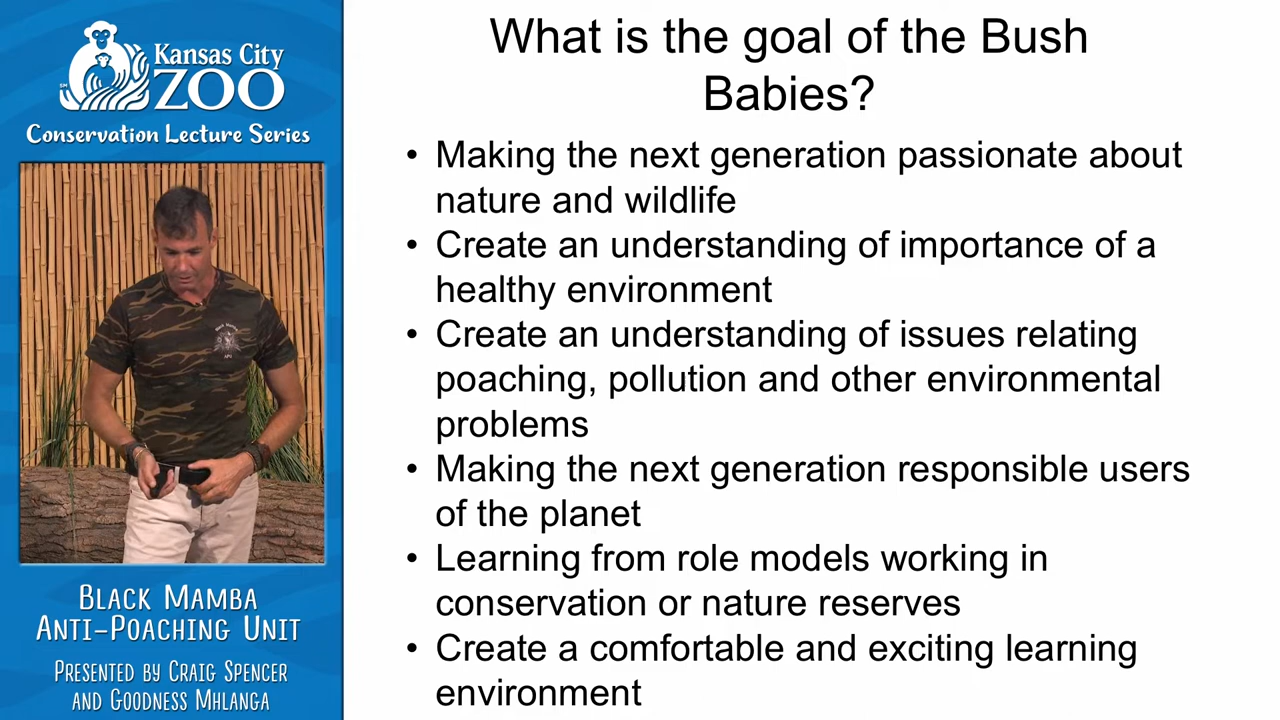 Kansas City
ZOO
SM
Conservation Lecture Series
BLACK MAMBA
ANTI-POACHING UNIT
PRESENTED BY CRAIG SPENCER
AND GOODNESS MHLANGA
What is the goal of the Bush
Babies?
• Making the next generation passionate about
nature and wildlife
• Create an understanding of importance of a
healthy environment
• Create an understanding of issues relating
poaching, pollution and other environmental
problems
• Making the next generation responsible users
of the planet
• Learning from role models working in
conservation or nature reserves
• Create a comfortable and exciting learning
environment